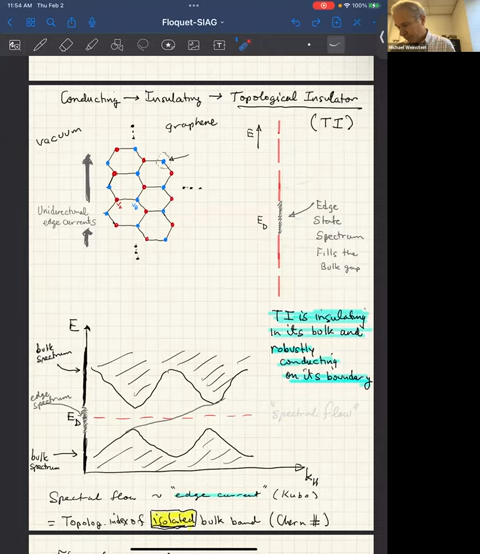 11:54 AM Thu Feb 2
100%
Floquet-SIAG
Michael Weinstein
Conducting → Insulating → Topological Insulator
(TI)
vacuum
graphene
E
Unidirectional
edge currents
E_D
Edge
State
Spectrum
Fills the
Bulk gap
TI is insulating
in its bulk and
robustly
conducting
on its boundary
E
bulk
spectrum
edge
spectrum
E_D
"spectral flow"
bulk
spectrum
k_||
Spectral flow ~ "edge current" (Kubo)
= Topolog. index of isolated bulk band (Chern #)